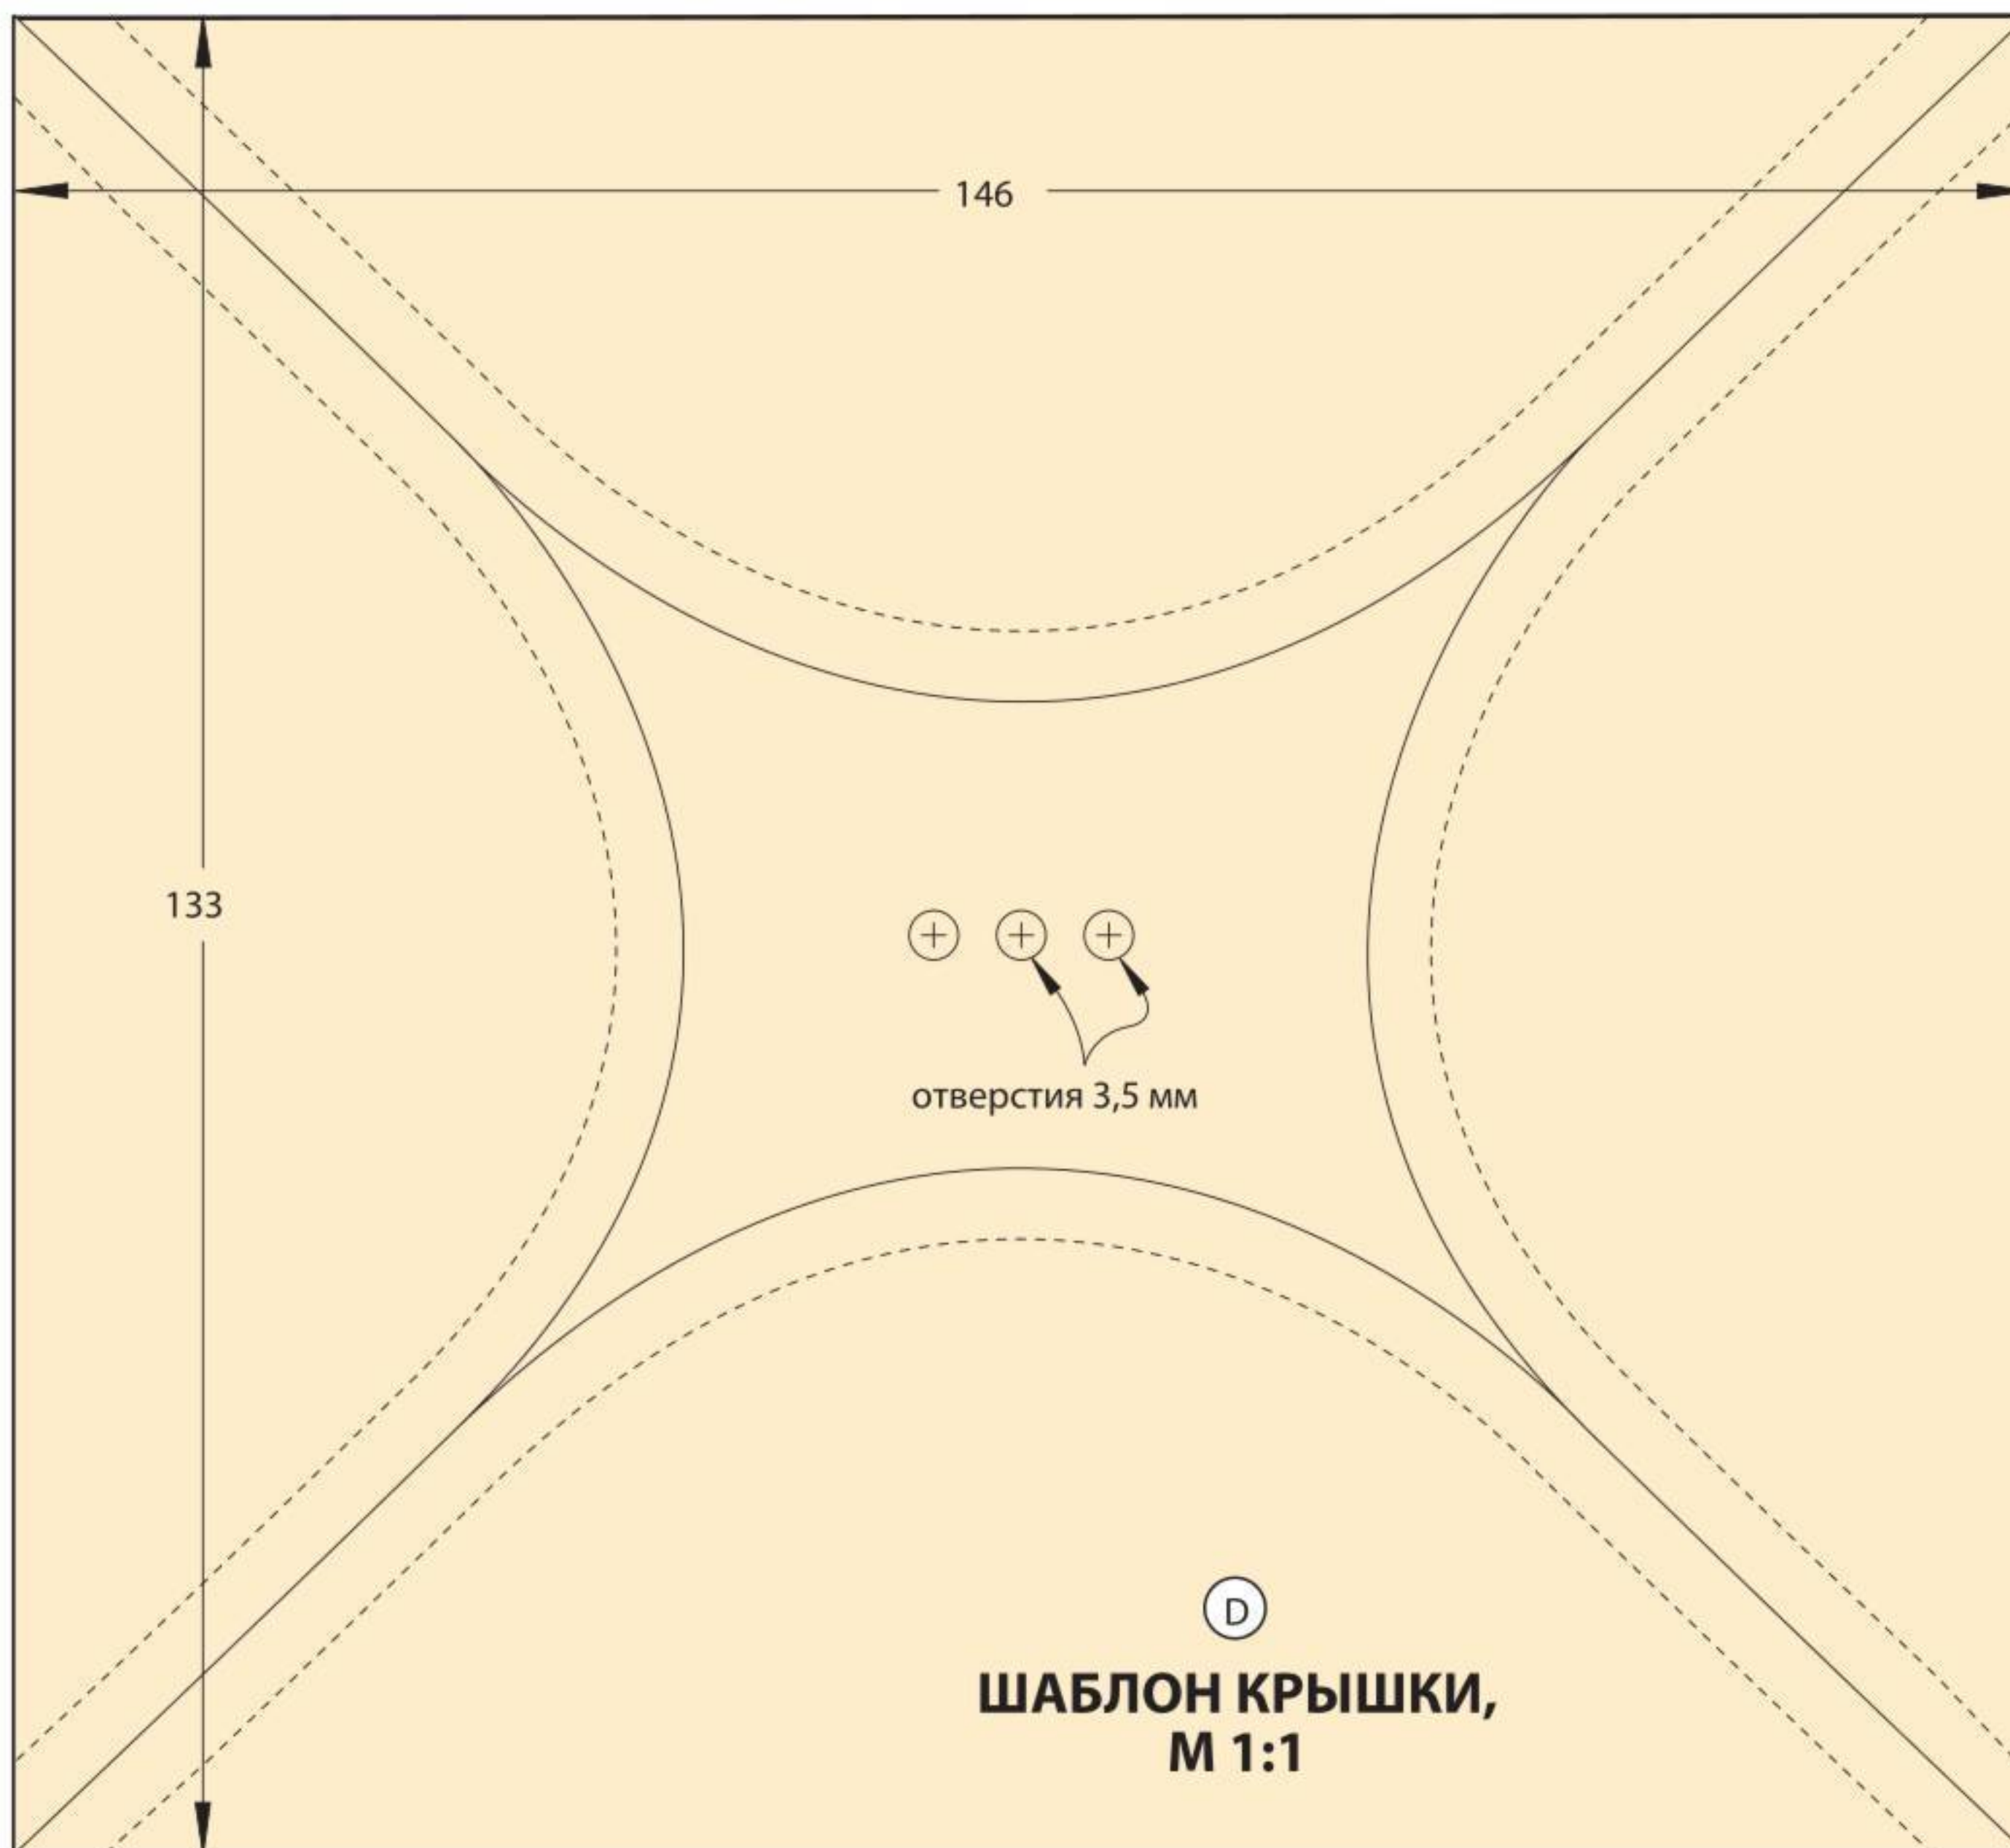 146
133
отверстия 3,5 мм
D
ШАБЛОН КРЫШКИ,
М 1:1